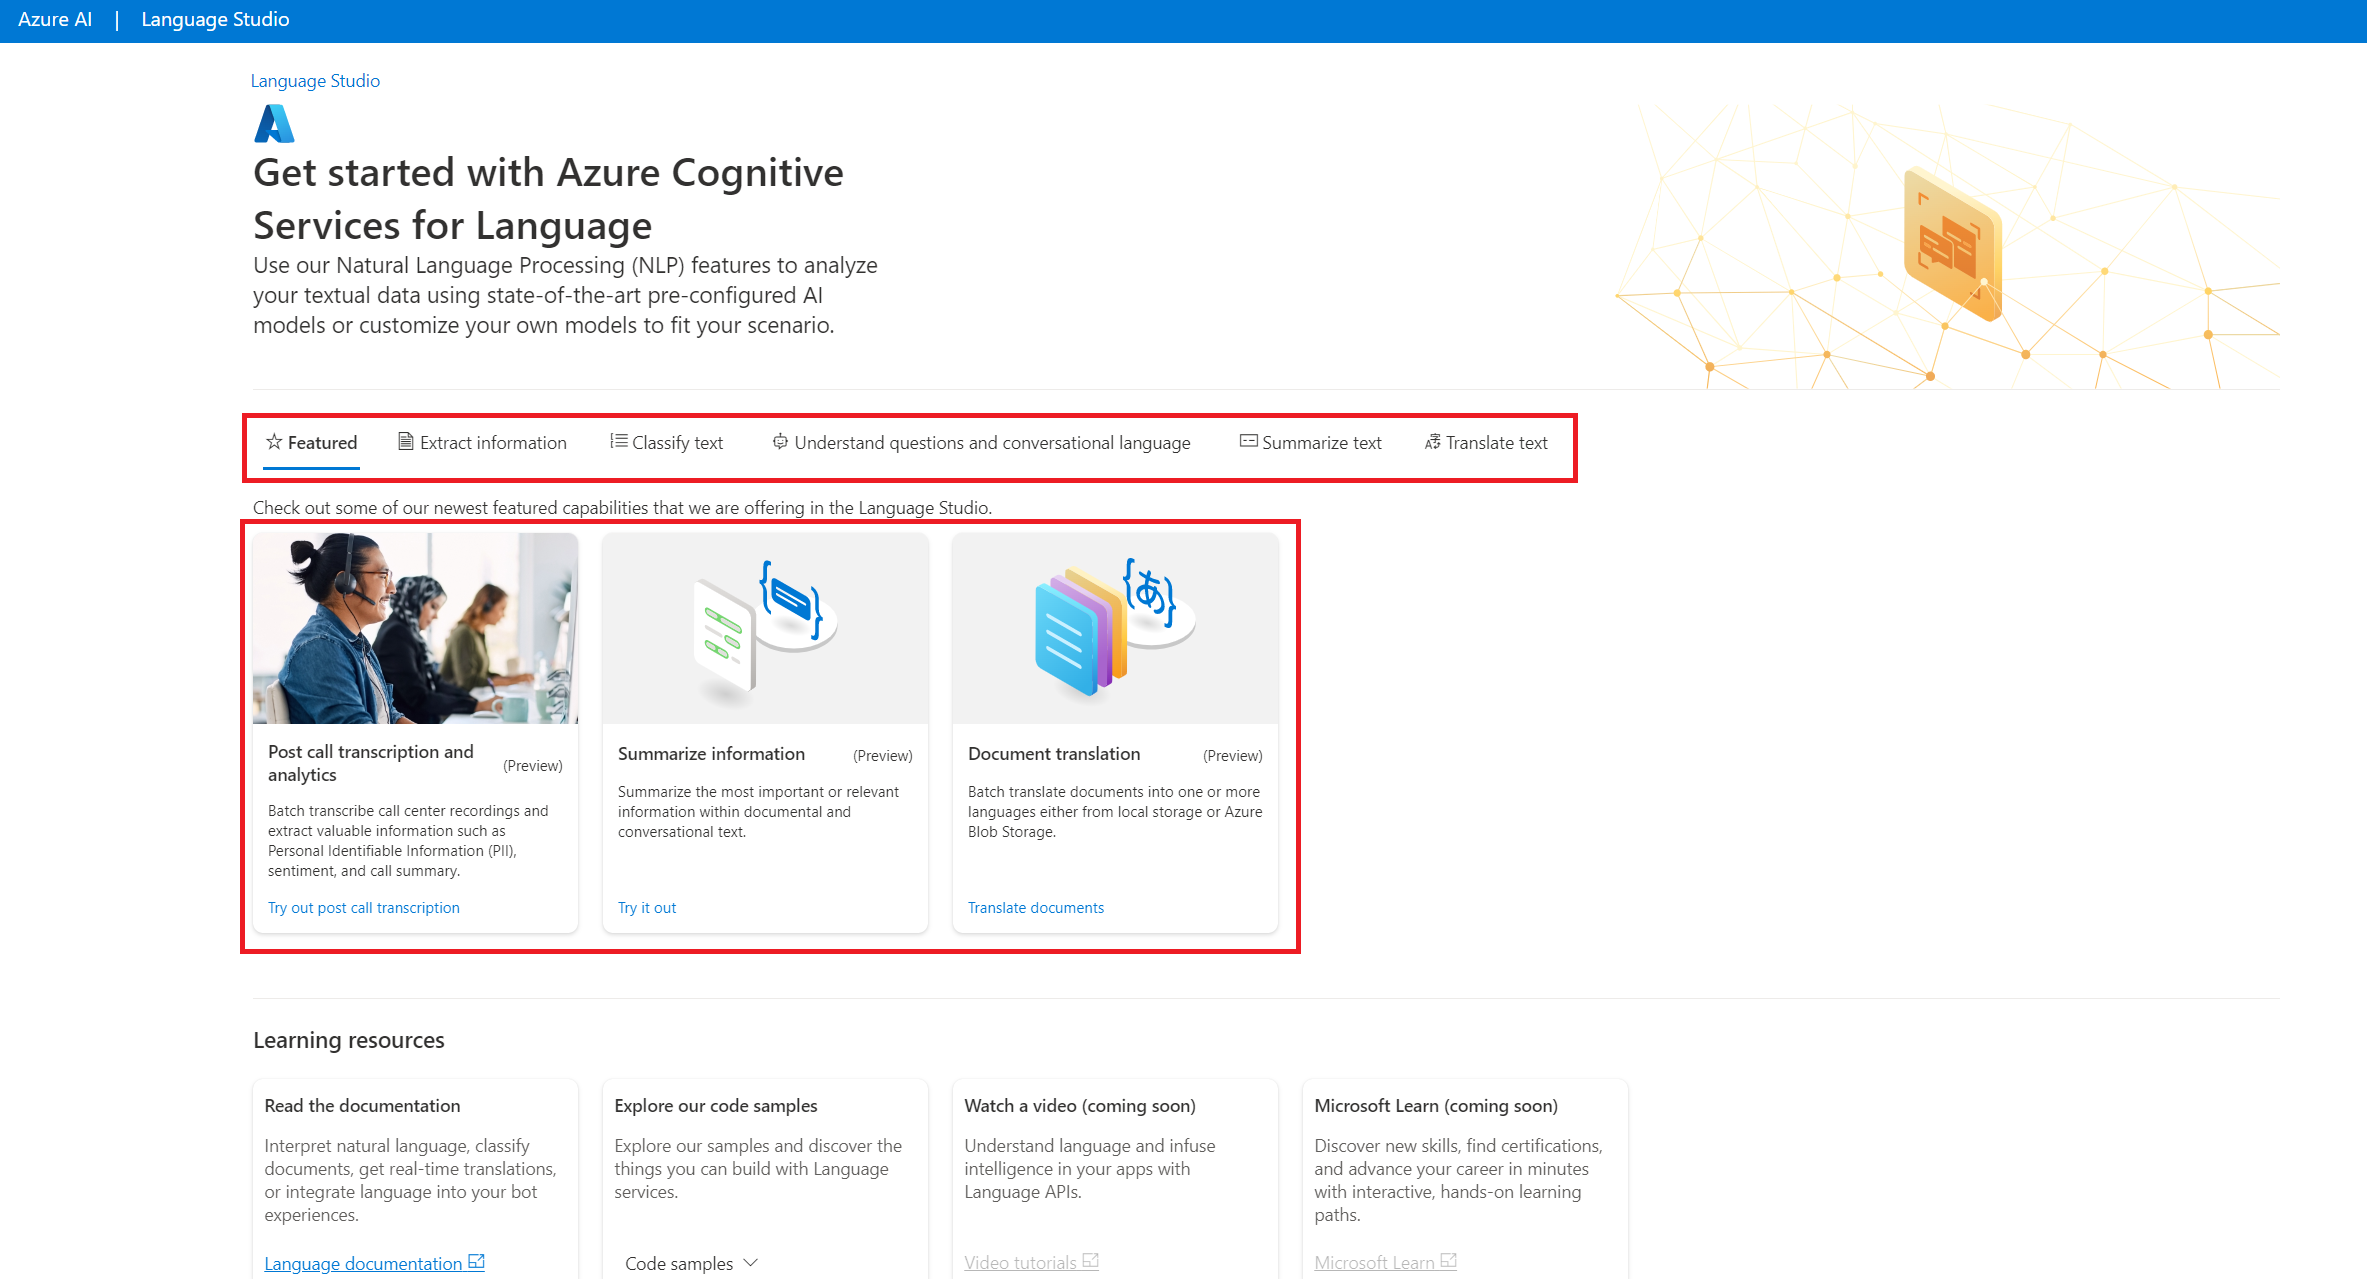 Azure AI | Language Studio
Language Studio
Get started with Azure Cognitive
Services for Language
Use our Natural Language Processing (NLP) features to analyze
your textual data using state-of-the-art pre-configured AI
models or customize your own models to fit your scenario.
Featured Extract information Classify text Understand questions and conversational language Summarize text Translate text
Check out some of our newest featured capabilities that we are offering in the Language Studio.
あ
Post call transcription and
analytics
(Preview)
Batch transcribe call center recordings and
extract valuable information such as
Personal Identifiable Information (PII),
sentiment, and call summary.
Try out post call transcription
Summarize information (Preview)
Summarize the most important or relevant
information within documental and
conversational text.
Try it out
Document translation (Preview)
Batch translate documents into one or more
languages either from local storage or Azure
Blob Storage.
Translate documents
Learning resources
Read the documentation
Interpret natural language, classify
documents, get real-time translations,
or integrate language into your bot
experiences.
Language documentation
Explore our code samples
Explore our samples and discover the
things you can build with Language
services.
Code samples
Watch a video (coming soon)
Understand language and infuse
intelligence in your apps with
Language APIs.
Video tutorials
Microsoft Learn (coming soon)
Discover new skills, find certifications,
and advance your career in minutes
with interactive, hands-on learning
paths.
Microsoft Learn